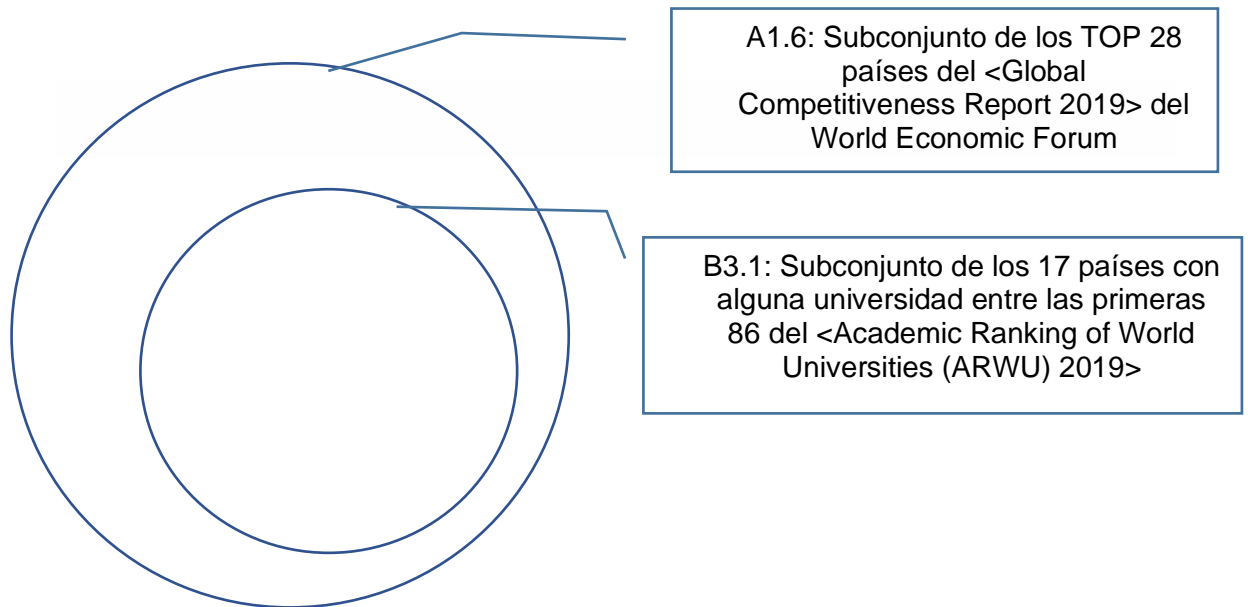 A1.6: Subconjunto de los TOP 28
países del <Global
Competitiveness Report 2019> del
World Economic Forum
B3.1: Subconjunto de los 17 países con
alguna universidad entre las primeras
86 del <Academic Ranking of World
Universities (ARWU) 2019>